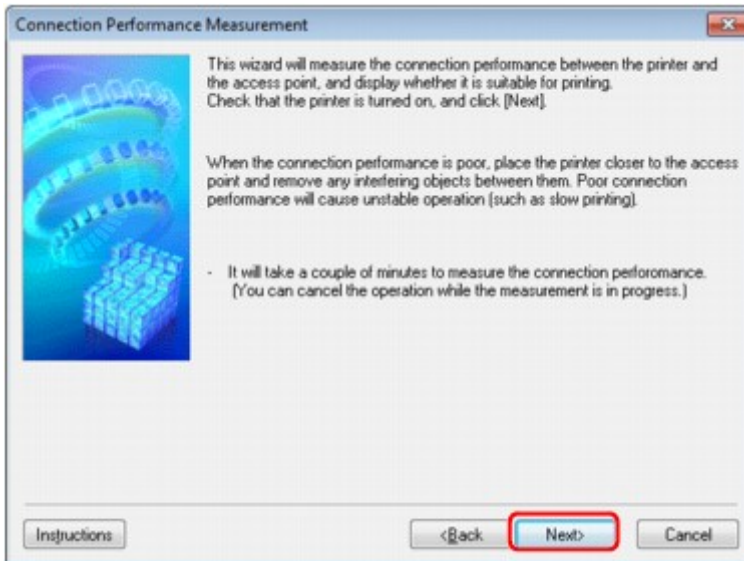 Connection Performance Measurement
This wizard will measure the connection performance between the printer and
the access point, and display whether it is suitable for printing.
Check that the printer is turned on, and click [Next].
When the connection performance is poor, place the printer closer to the access
point and remove any interfering objects between them. Poor connection
performance will cause unstable operation (such as slow printing).
- It will take a couple of minutes to measure the connection perforomance.
(You can cancel the operation while the measurement is in progress.)
Instructions <Back Next> Cancel